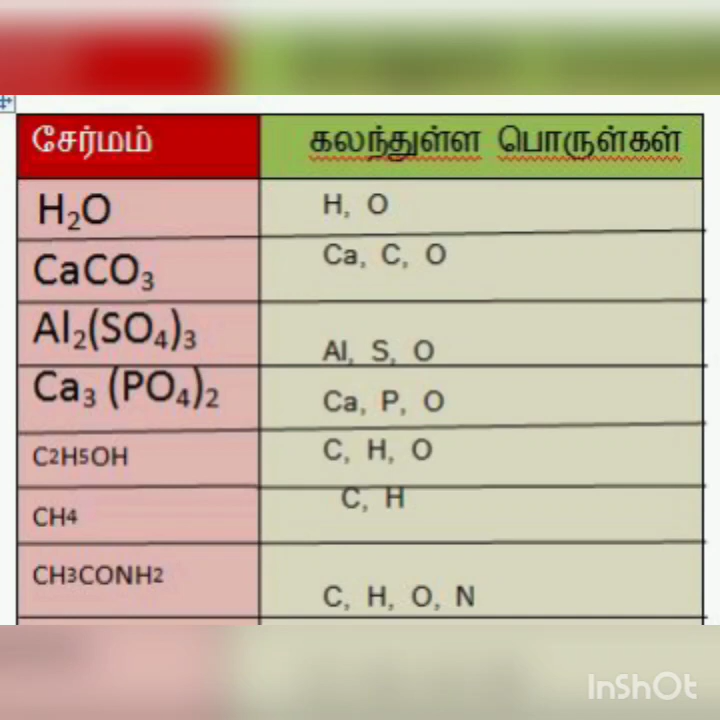 சேர்மம் கலந்துள்ள பொருள்கள்
H₂O H, O
CaCO₃ Ca, C, O
Al₂(SO₄)₃ Al, S, O
Ca₃ (PO₄)₂ Ca, P, O
C2H5OH C, H, O
CH4 C, H
CH3CONH2 C, H, O, N
InShOt